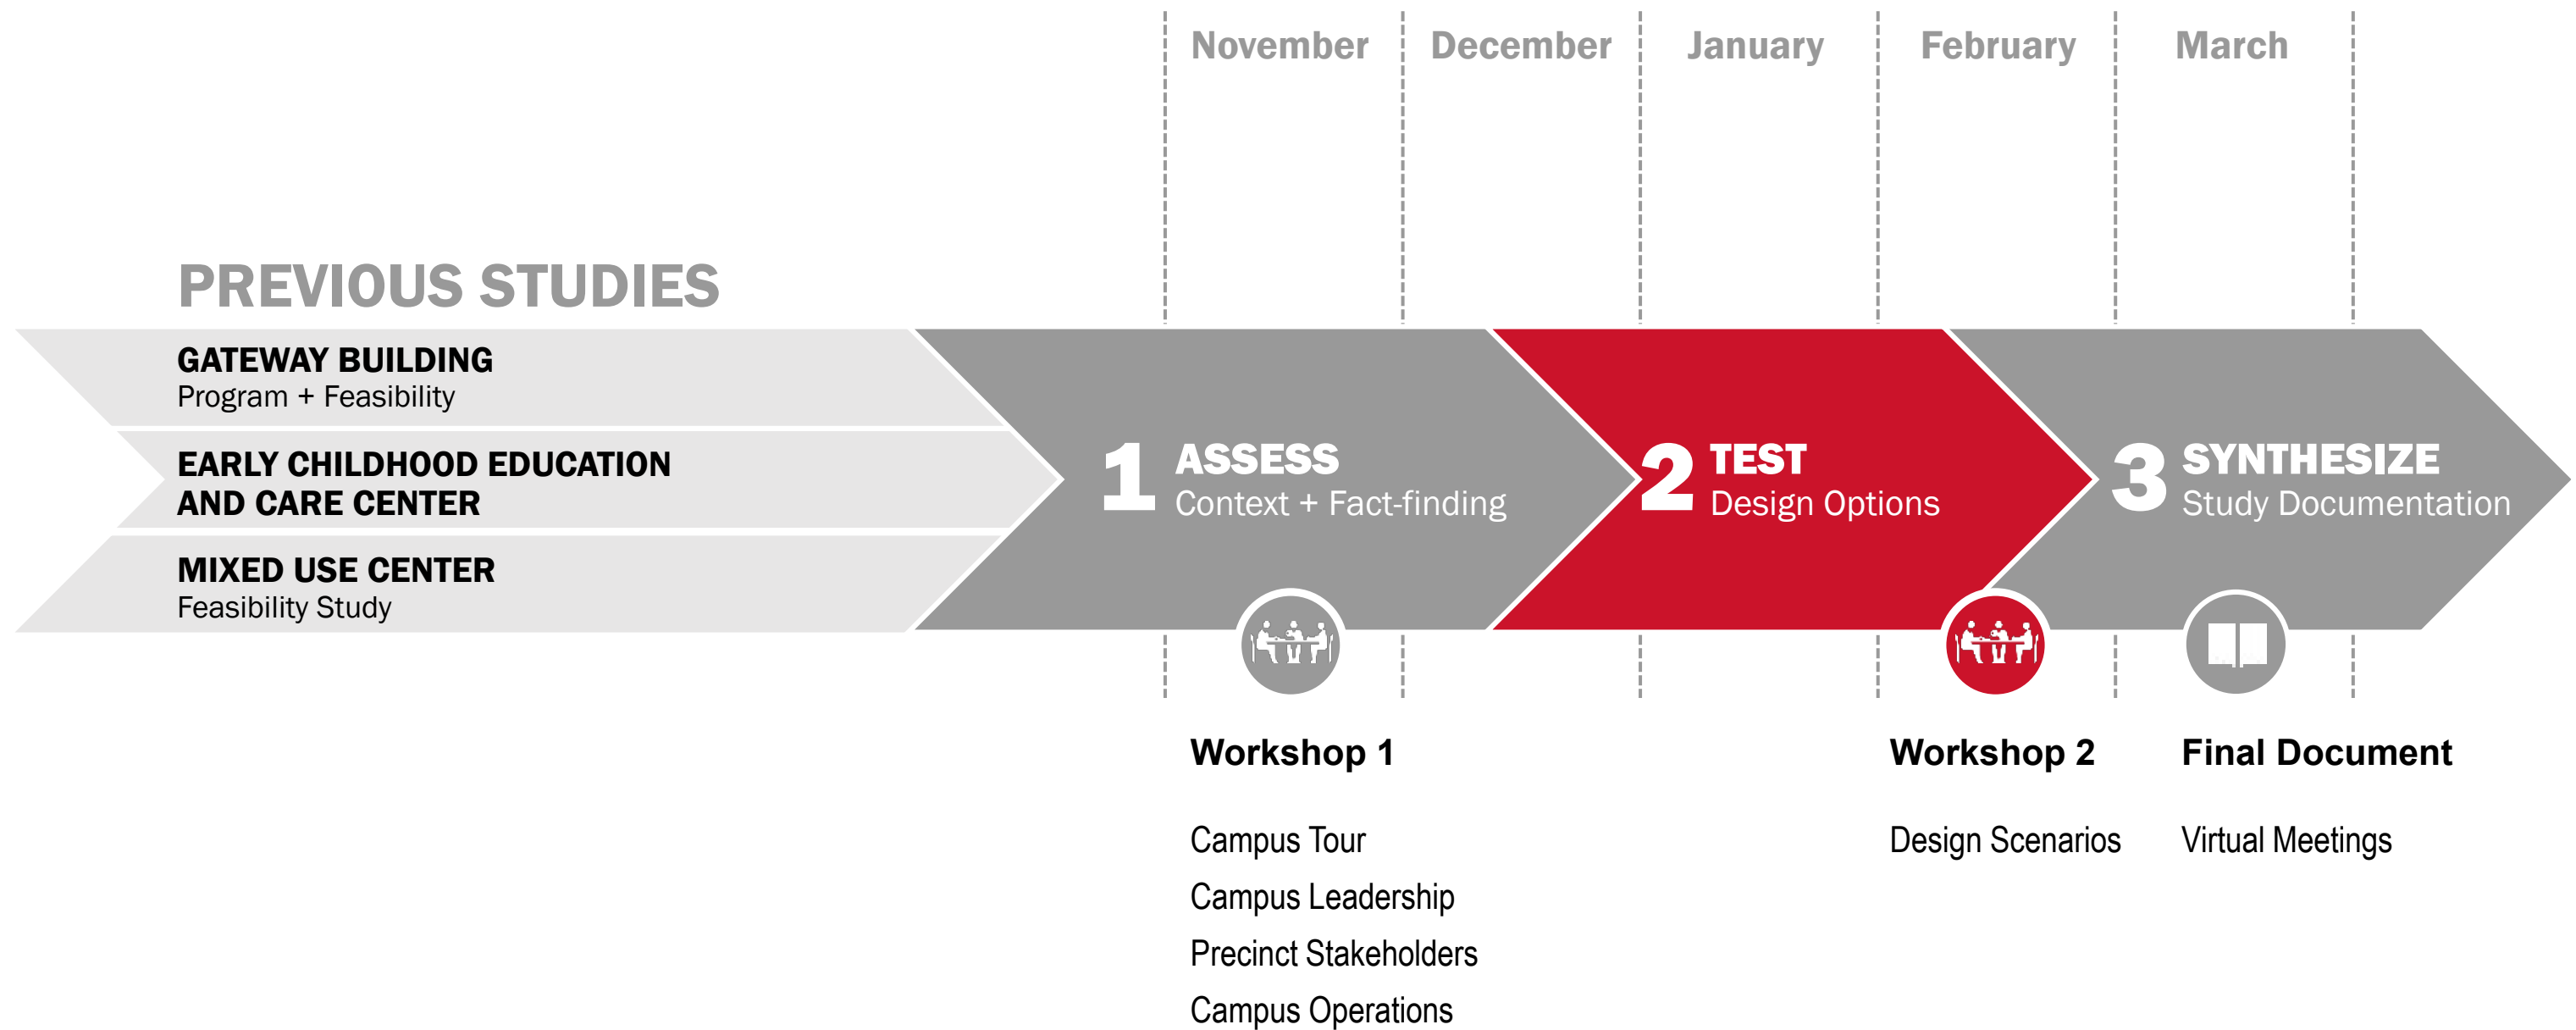 November December January February March
PREVIOUS STUDIES
GATEWAY BUILDING
Program + Feasibility
EARLY CHILDHOOD EDUCATION
AND CARE CENTER
MIXED USE CENTER
Feasibility Study
1 ASSESS
Context + Fact-finding
2 TEST
Design Options
3 SYNTHESIZE
Study Documentation
Workshop 1
Campus Tour
Campus Leadership
Precinct Stakeholders
Campus Operations
Workshop 2
Design Scenarios
Final Document
Virtual Meetings